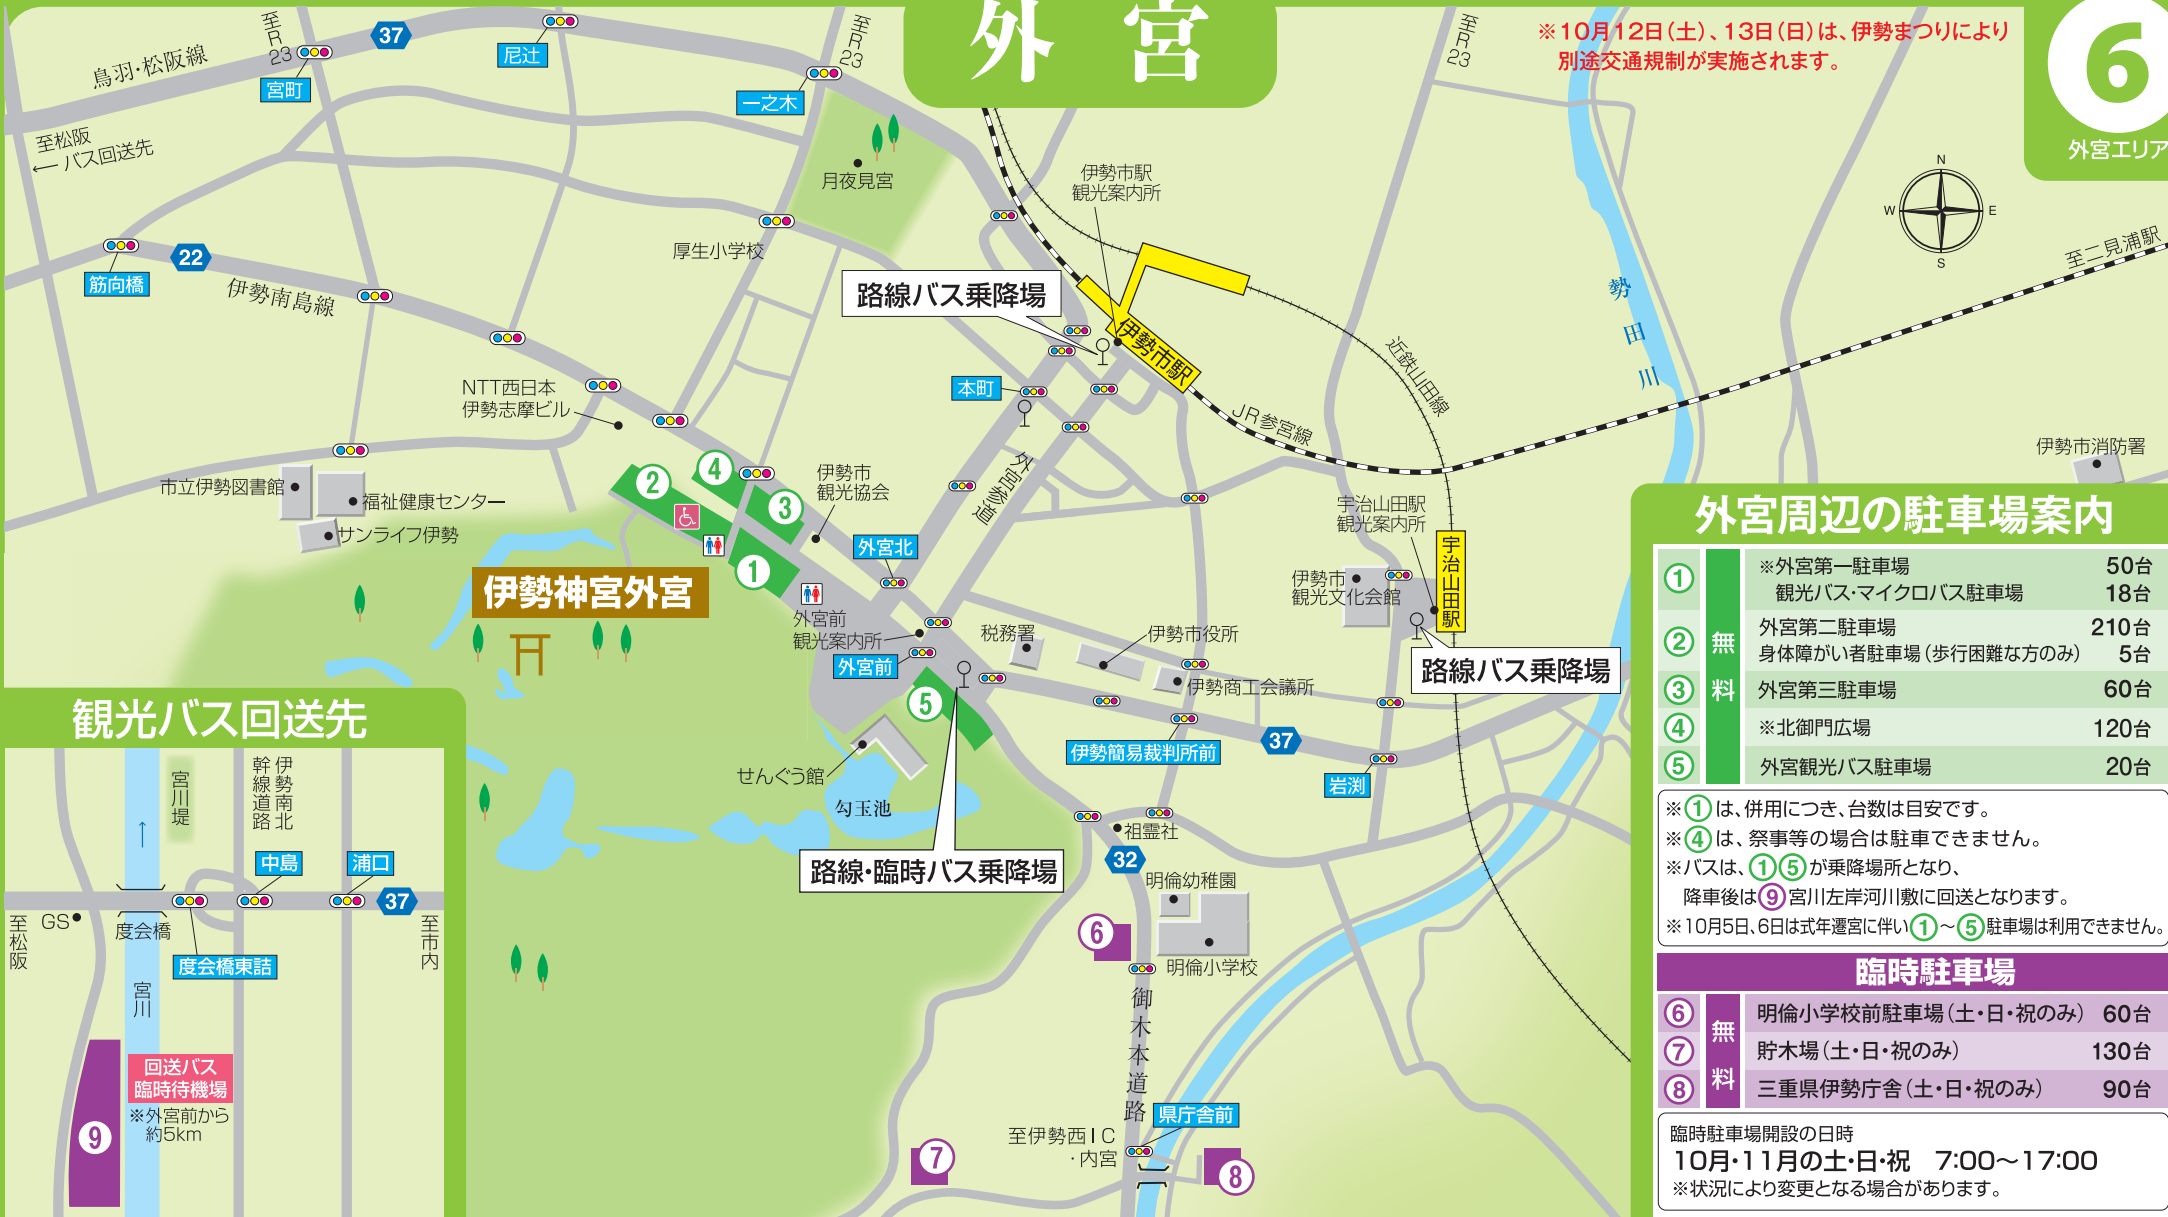 外宮
※10月12日(土)、13日(日)は、伊勢まつりにより
別途交通規制が実施されます。
6
外宮エリア
至R23
37
鳥羽・松阪線
宮町
尼辻
一之木
至R23
至R23
至松阪
←バス回送先
月夜見宮
伊勢市駅
観光案内所
N
W
E
S
至二見浦駅
筋向橋
22
伊勢南島線
厚生小学校
路線バス乗降場
伊勢市駅
勢田川
近鉄山田線
JR参宮線
本町
NTT西日本
伊勢志摩ビル
外宮参道
伊勢市消防署
市立伊勢図書館
福祉健康センター
サンライフ伊勢
2
4
3
1
伊勢市
観光協会
外宮北
宇治山田駅
観光案内所
宇治山田駅
伊勢市
観光文化会館
路線バス乗降場
伊勢神宮外宮
外宮前
観光案内所
外宮前
税務署
伊勢市役所
伊勢商工会議所
5
伊勢簡易裁判所前
37
岩渕
せんぐう館
勾玉池
路線・臨時バス乗降場
祖霊社
32
明倫幼稚園
6
明倫小学校
御木本道路
県庁舎前
至伊勢西IC
・内宮
7
8
観光バス回送先
宮川堤
伊勢南北
幹線道路
↑
中島
浦口
37
GS
度会橋
度会橋東詰
至松阪
至市内
宮川
回送バス
臨時待機場
※外宮前から
約5km
9
外宮周辺の駐車場案内
無料
① ※外宮第一駐車場 50台
観光バス・マイクロバス駐車場 18台
② 外宮第二駐車場 210台
身体障がい者駐車場(歩行困難な方のみ) 5台
③ 外宮第三駐車場 60台
④ ※北御門広場 120台
⑤ 外宮観光バス駐車場 20台
※①は、併用につき、台数は目安です。
※④は、祭事等の場合は駐車できません。
※バスは、①⑤が乗降場所となり、
降車後は⑨宮川左岸河川敷に回送となります。
※10月5日、6日は式年遷宮に伴い①~⑤駐車場は利用できません。
臨時駐車場
無料
⑥ 明倫小学校前駐車場(土・日・祝のみ) 60台
⑦ 貯木場(土・日・祝のみ) 130台
⑧ 三重県伊勢庁舎(土・日・祝のみ) 90台
臨時駐車場開設の日時
10月・11月の土・日・祝 7:00~17:00
※状況により変更となる場合があります。